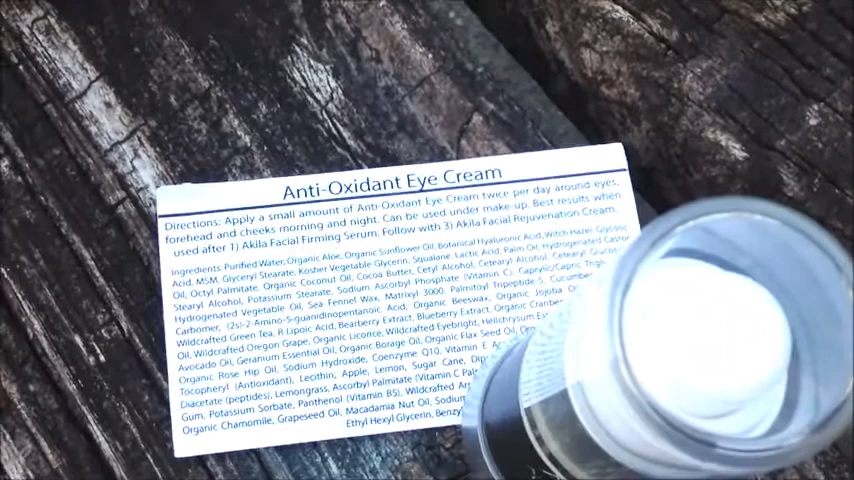 Anti-Oxidant Eye Cream
Directions: Apply a small amount of Anti-Oxidant Eye Cream twice per day around eyes,
forehead and cheeks morning and night. Can be used under make-up. Best results when
used after 1) Akila Facial Firming Serum. Follow with 3) Akila Facial Rejuvenation Cream.
Ingredients: Purified Water, Organic Aloe, Organic Sunflower Oil, Botanical Hyaluronic Acid, Witch Hazel, Glycolic
Acid, MSM, Glyceryl Stearate, Kosher Vegetable Glycerin, Squalane, Lactic Acid, Palm Oil, Hydrogenated
Oil, Octyl Palmitate, Organic Coconut Oil, Cocoa Butter, Cetyl Alcohol, Cetearyl Alcohol,
Stearyl Alcohol, Potassium Stearate, Sodium Ascorbyl Phosphate (Vitamin C), Caprylic/Capric
Hydrogenated Vegetable Oil, Sea Fennel Wax, Matrixyl 3000, Palmitoyl Tripeptide-5, Cucumber
Carbomer, (2s)-2-Amino-5-guanidinopentanoic Acid, Organic Beeswax, Organic Jojoba
Wildcrafted Green Tea, R Lipoic Acid, Bearberry Extract, Blueberry Extract, Organic Cranberry
Oil, Wildcrafted Oregon Grape, Organic Licorice, Wildcrafted Eyebright, Helichrysum
Avocado Oil, Geranium Essential Oil, Organic Borage Oil, Organic Flax Seed Oil,
Organic Rose Hip Oil, Sodium Hydroxide, Coenzyme Q10, Vitamin E
Tocopheryl (Antioxidant), Lecithin, Apple, Lemon, Sugar Cane,
Diacetate (peptides), Lemongrass, Ascorbyl Palmitate (Vitamin C
Gum, Potassium Sorbate, Panthenol (Vitamin B5), Wildcrafted
Organic Chamomile, Grapeseed Oil, Macadamia Nut Oil, Sodium
Ethyl Hexyl Glycerin,